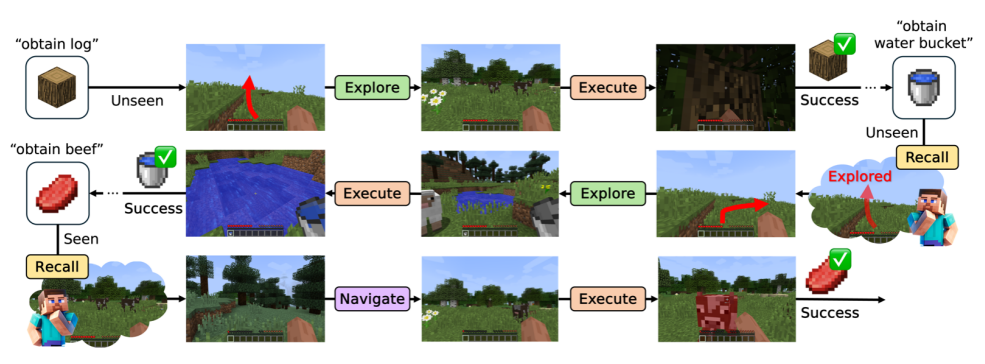 “obtain log”
Unseen
Explore
Execute
Success
...
“obtain
water bucket”
Unseen
Recall
Explored
Explore
Execute
Success
...
“obtain beef”
Seen
Recall
Navigate
Execute
Success